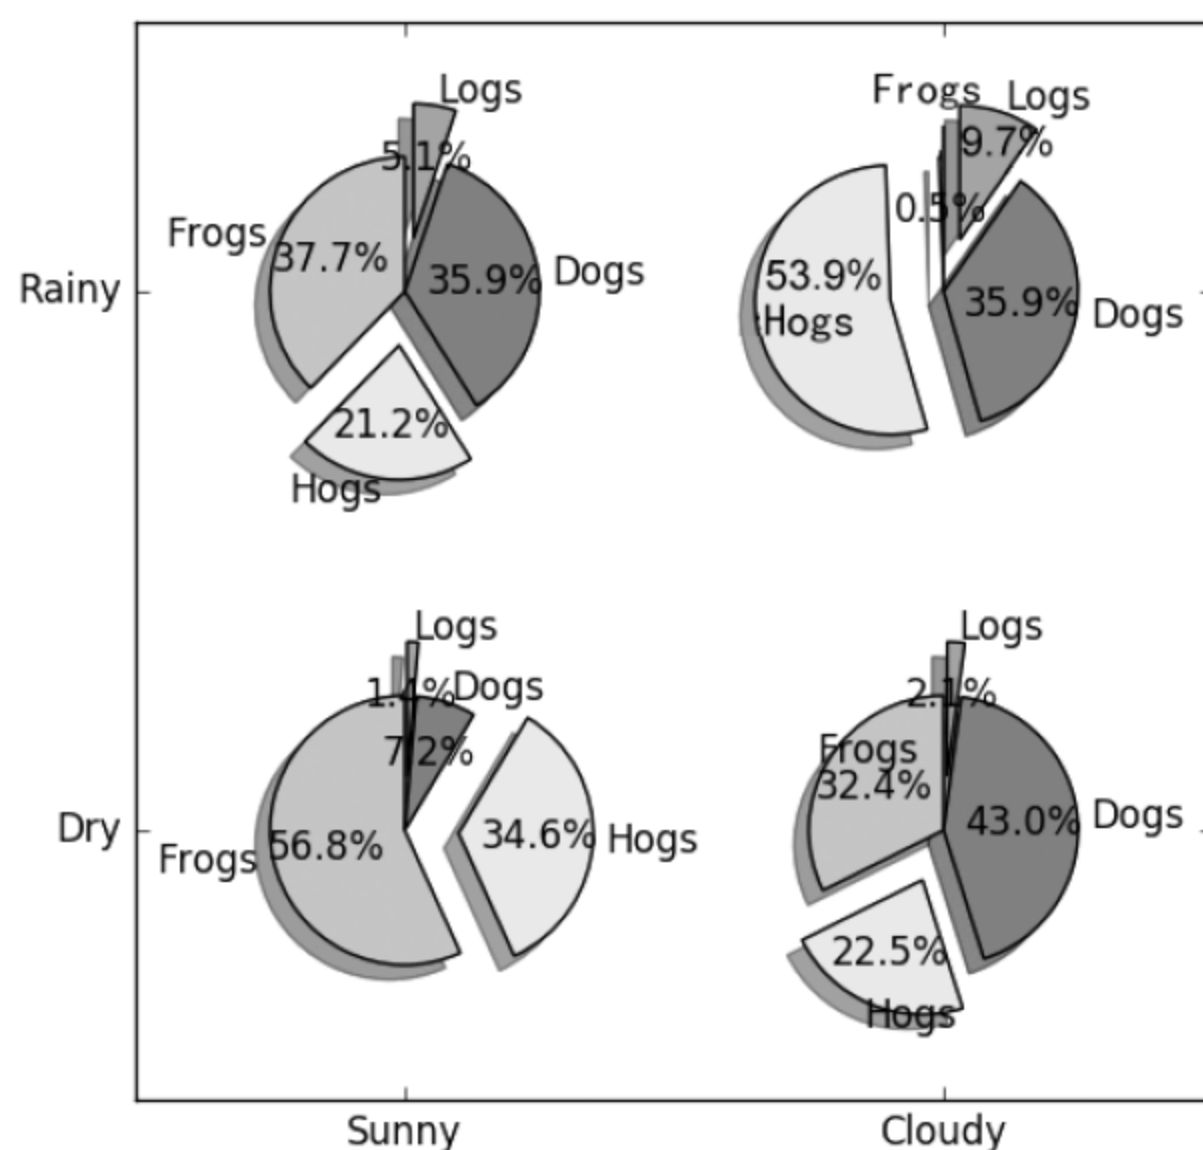 Logs
5.1%
Frogs
37.7%
35.9%
Dogs
21.2%
Hogs
Frogs
Logs
9.7%
0.5%
53.9%
Hogs
35.9%
Dogs
Rainy
Logs
1.4%
Dogs
7.2%
Frogs
56.8%
34.6%
Hogs
Logs
2.1%
Frogs
32.4%
43.0%
Dogs
22.5%
Hogs
Dry
Sunny
Cloudy